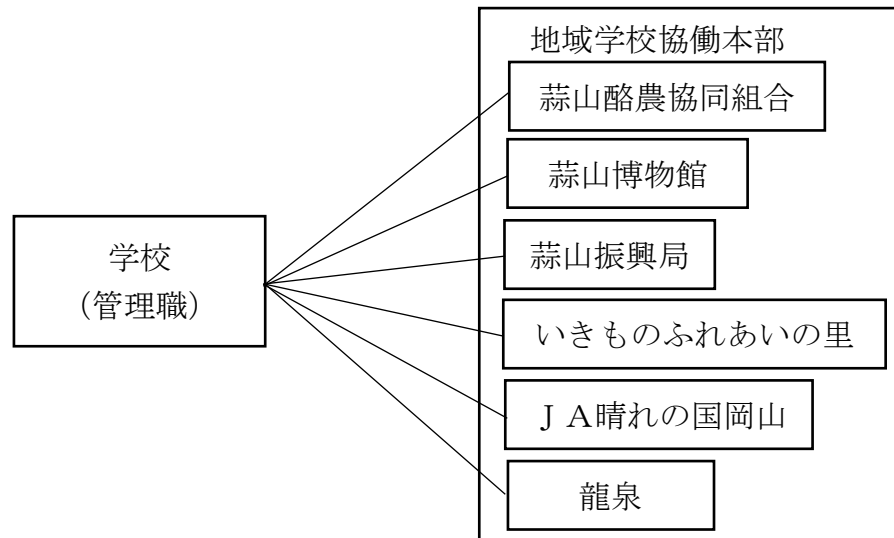 地域学校協働本部
蒜山酪農協同組合
蒜山博物館
蒜山振興局
いきものふれあいの里
ＪＡ晴れの国岡山
龍泉
学校
（管理職）